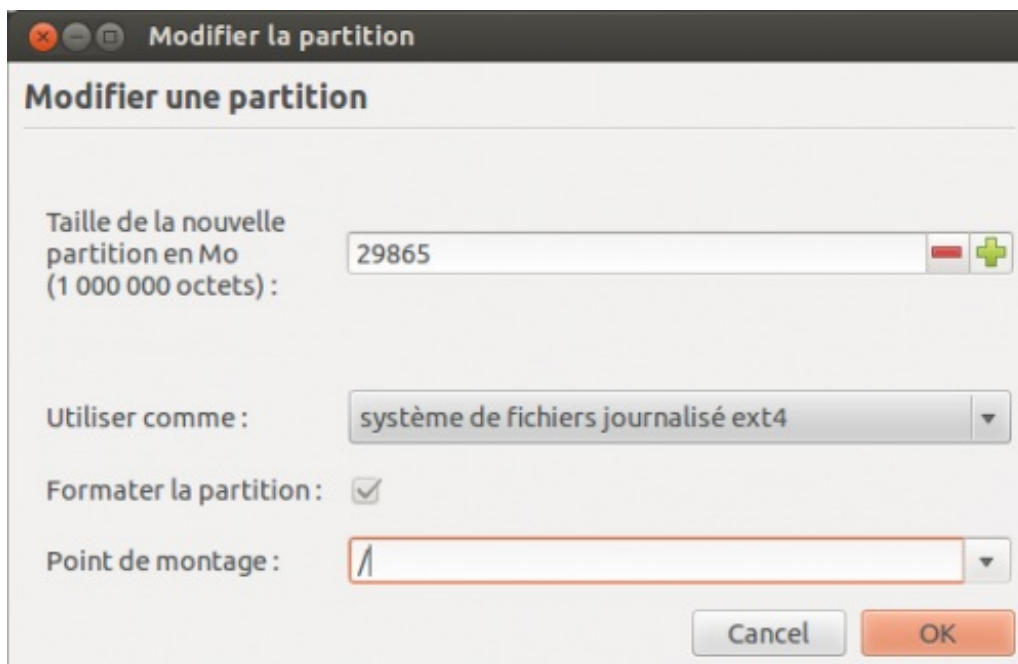 Modifier la partition
Modifier une partition
Taille de la nouvelle
partition en Mo
(1 000 000 octets) :
29865
Utiliser comme :
système de fichiers journalisé ext4
Formater la partition :
Point de montage :
/
Cancel
OK